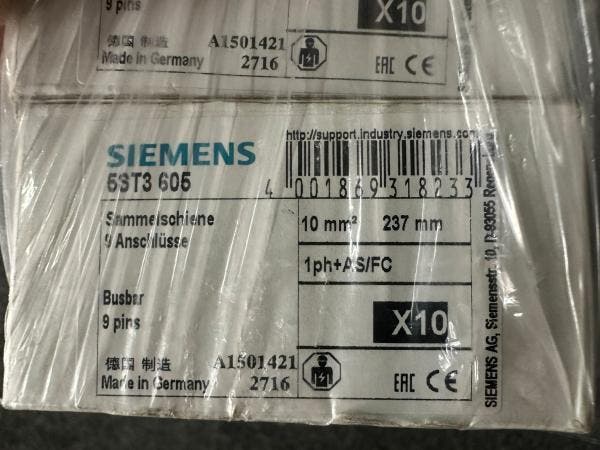 9 pins
X10
德国 制造
A1501421
Made in Germany
2716
EAC CE
http://support.industry.siemens.com
SIEMENS
5ST3 605
4 001869 318233
Sammelschiene
9 Anschlüsse
10 mm² 237 mm
1ph+AS/FC
Busbar
9 pins
X10
德国 制造
A1501421
Made in Germany
2716
EAC CE
SIEMENS AG, Siemensstr. 10, D-93055 Regensburg